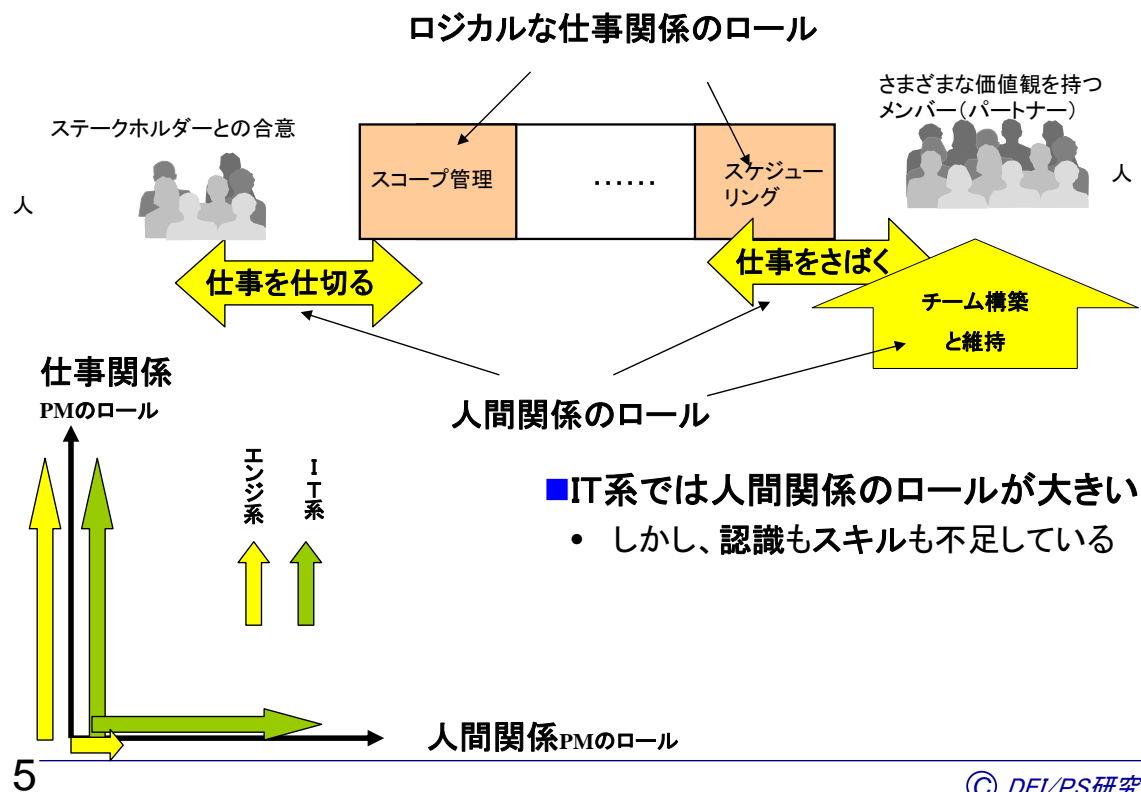 ロジカルな仕事関係のロール
ステークホルダーとの合意
さまざまな価値観を持つ
メンバー(パートナー)
人
スコープ管理
……
スケジュー
リング
人
仕事を仕切る
仕事をさばく
チーム構築
と維持
仕事関係
PMのロール
人間関係のロール
エンジ系
IT系
■IT系では人間関係のロールが大きい
• しかし、認識もスキルも不足している
人間関係PMのロール
5
© DFI/PS研究